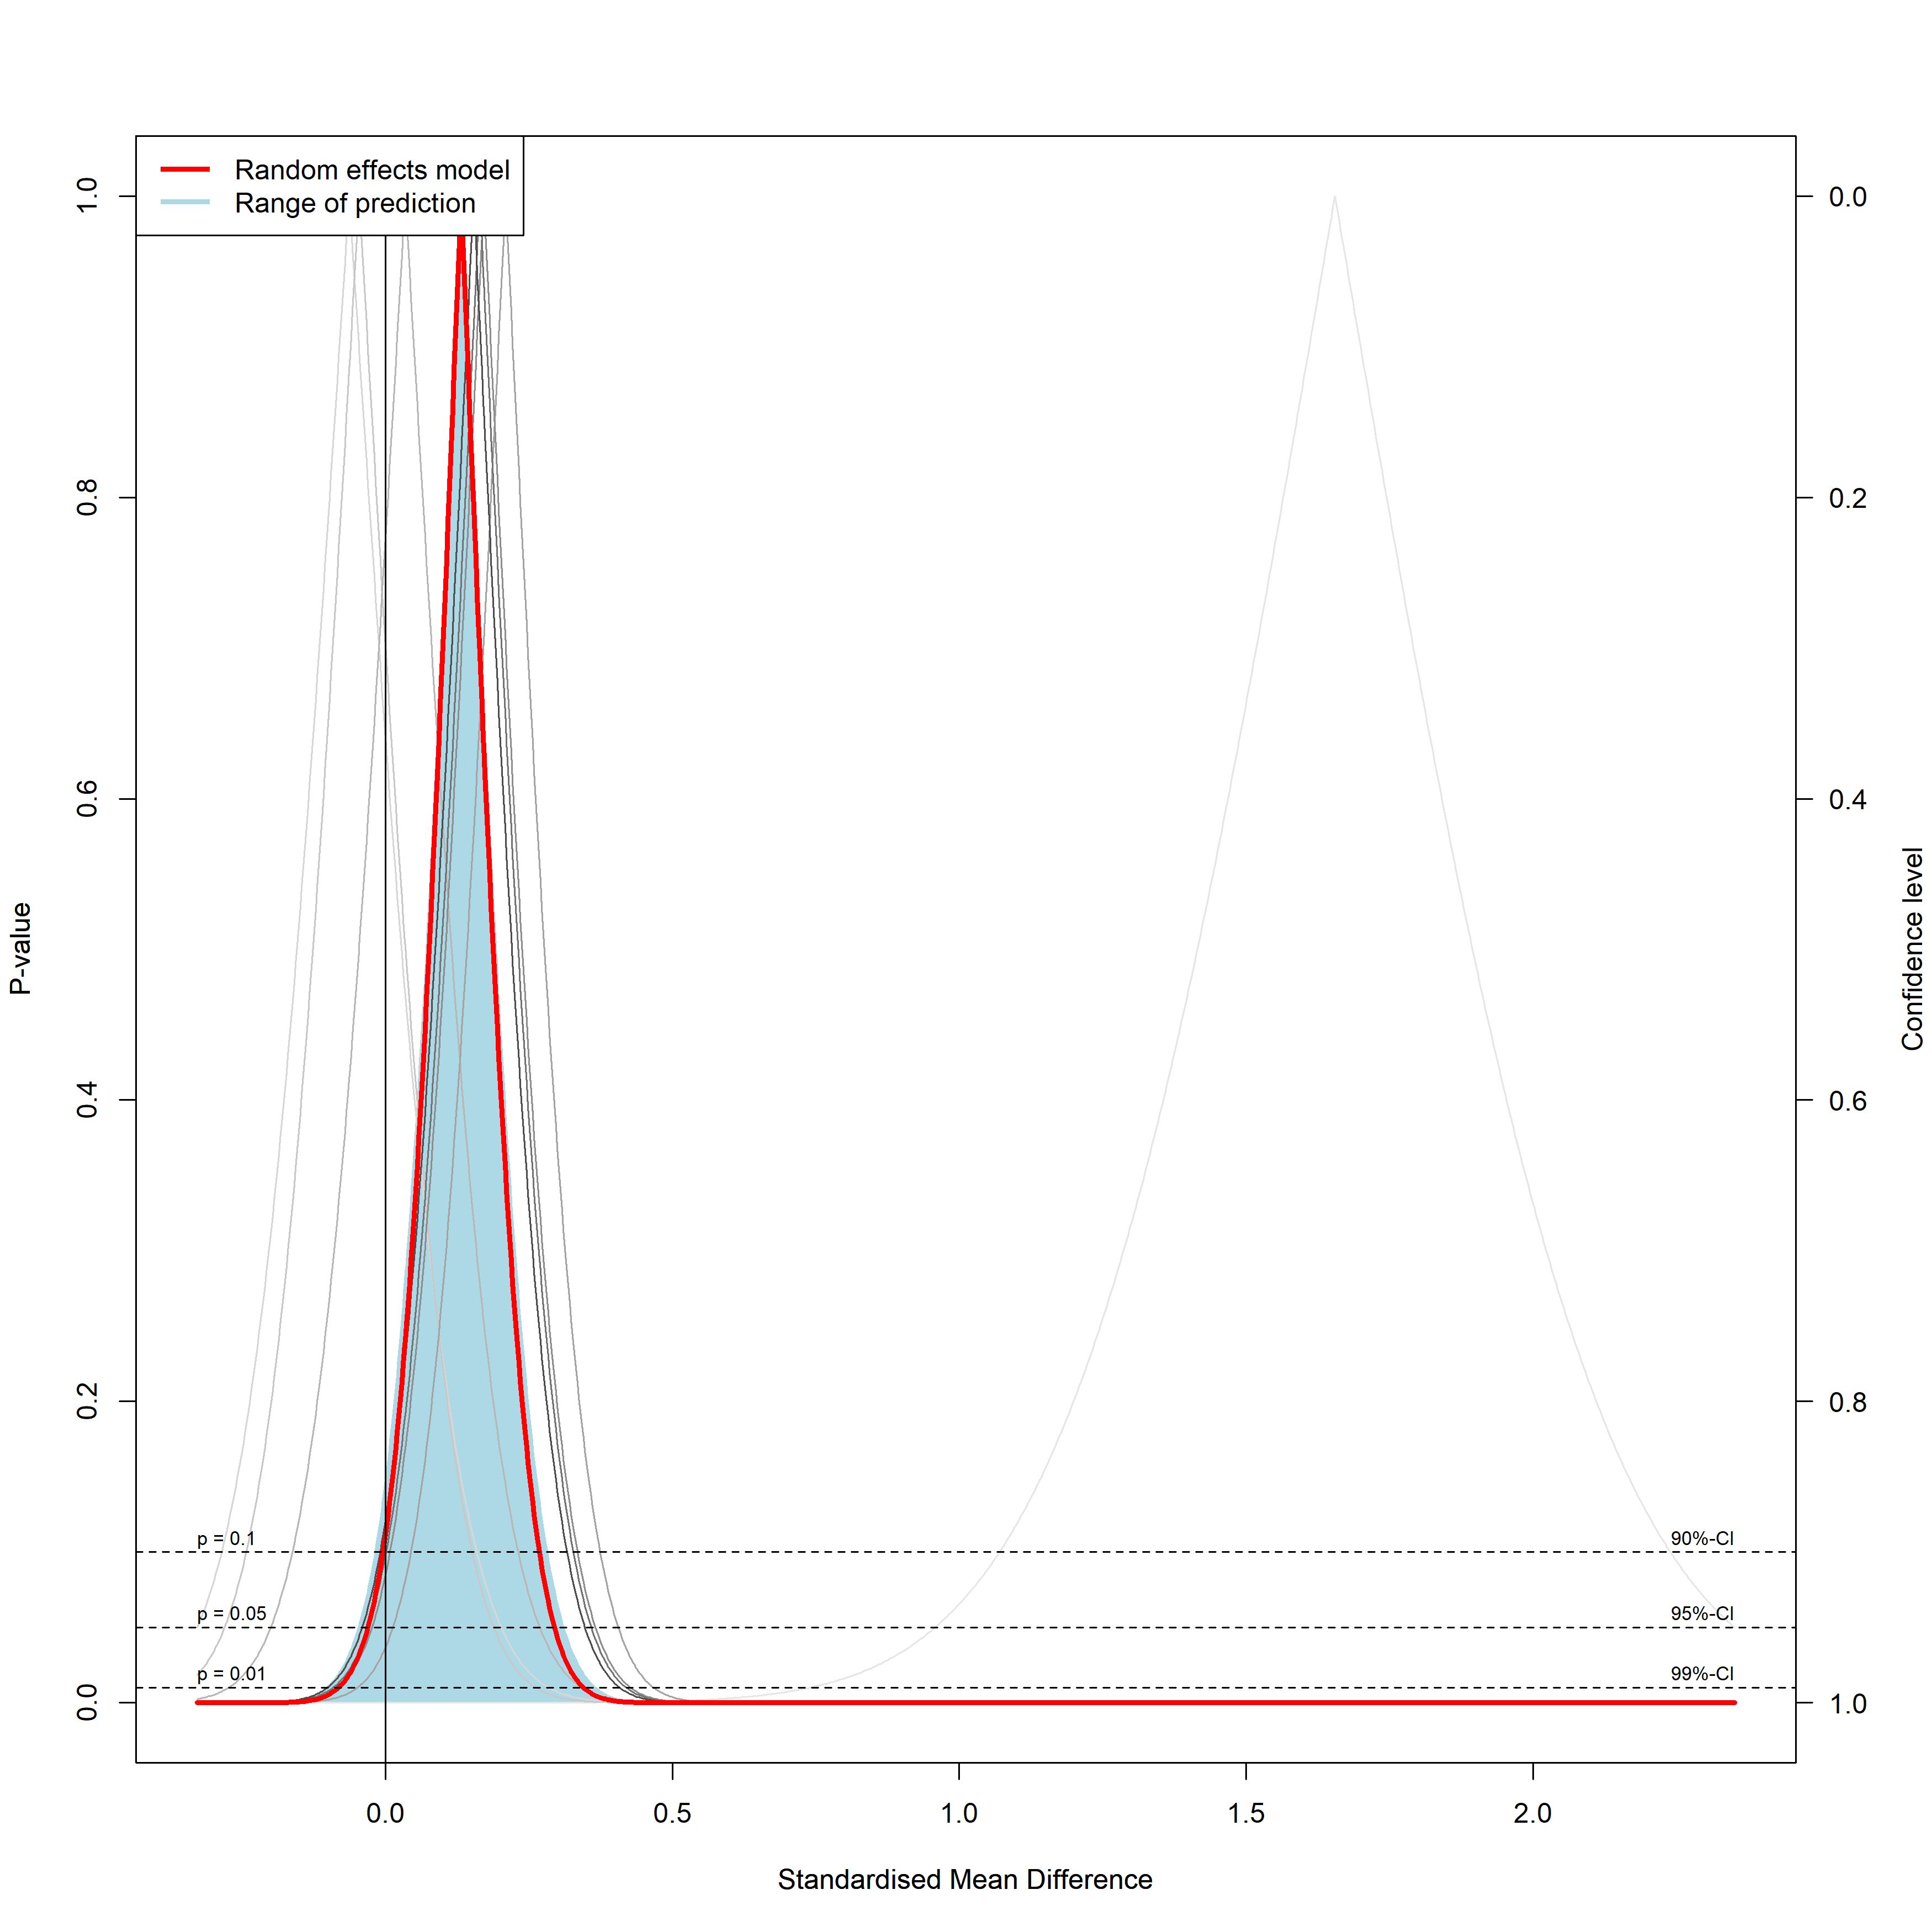 Random effects model
Range of prediction
1.0
0.8
0.6
0.4
0.2
0.0
P-value
0.0
0.2
0.4
0.6
0.8
1.0
Confidence level
p = 0.1
90%-CI
p = 0.05
95%-CI
p = 0.01
99%-CI
0.0
0.5
1.0
1.5
2.0
Standardised Mean Difference